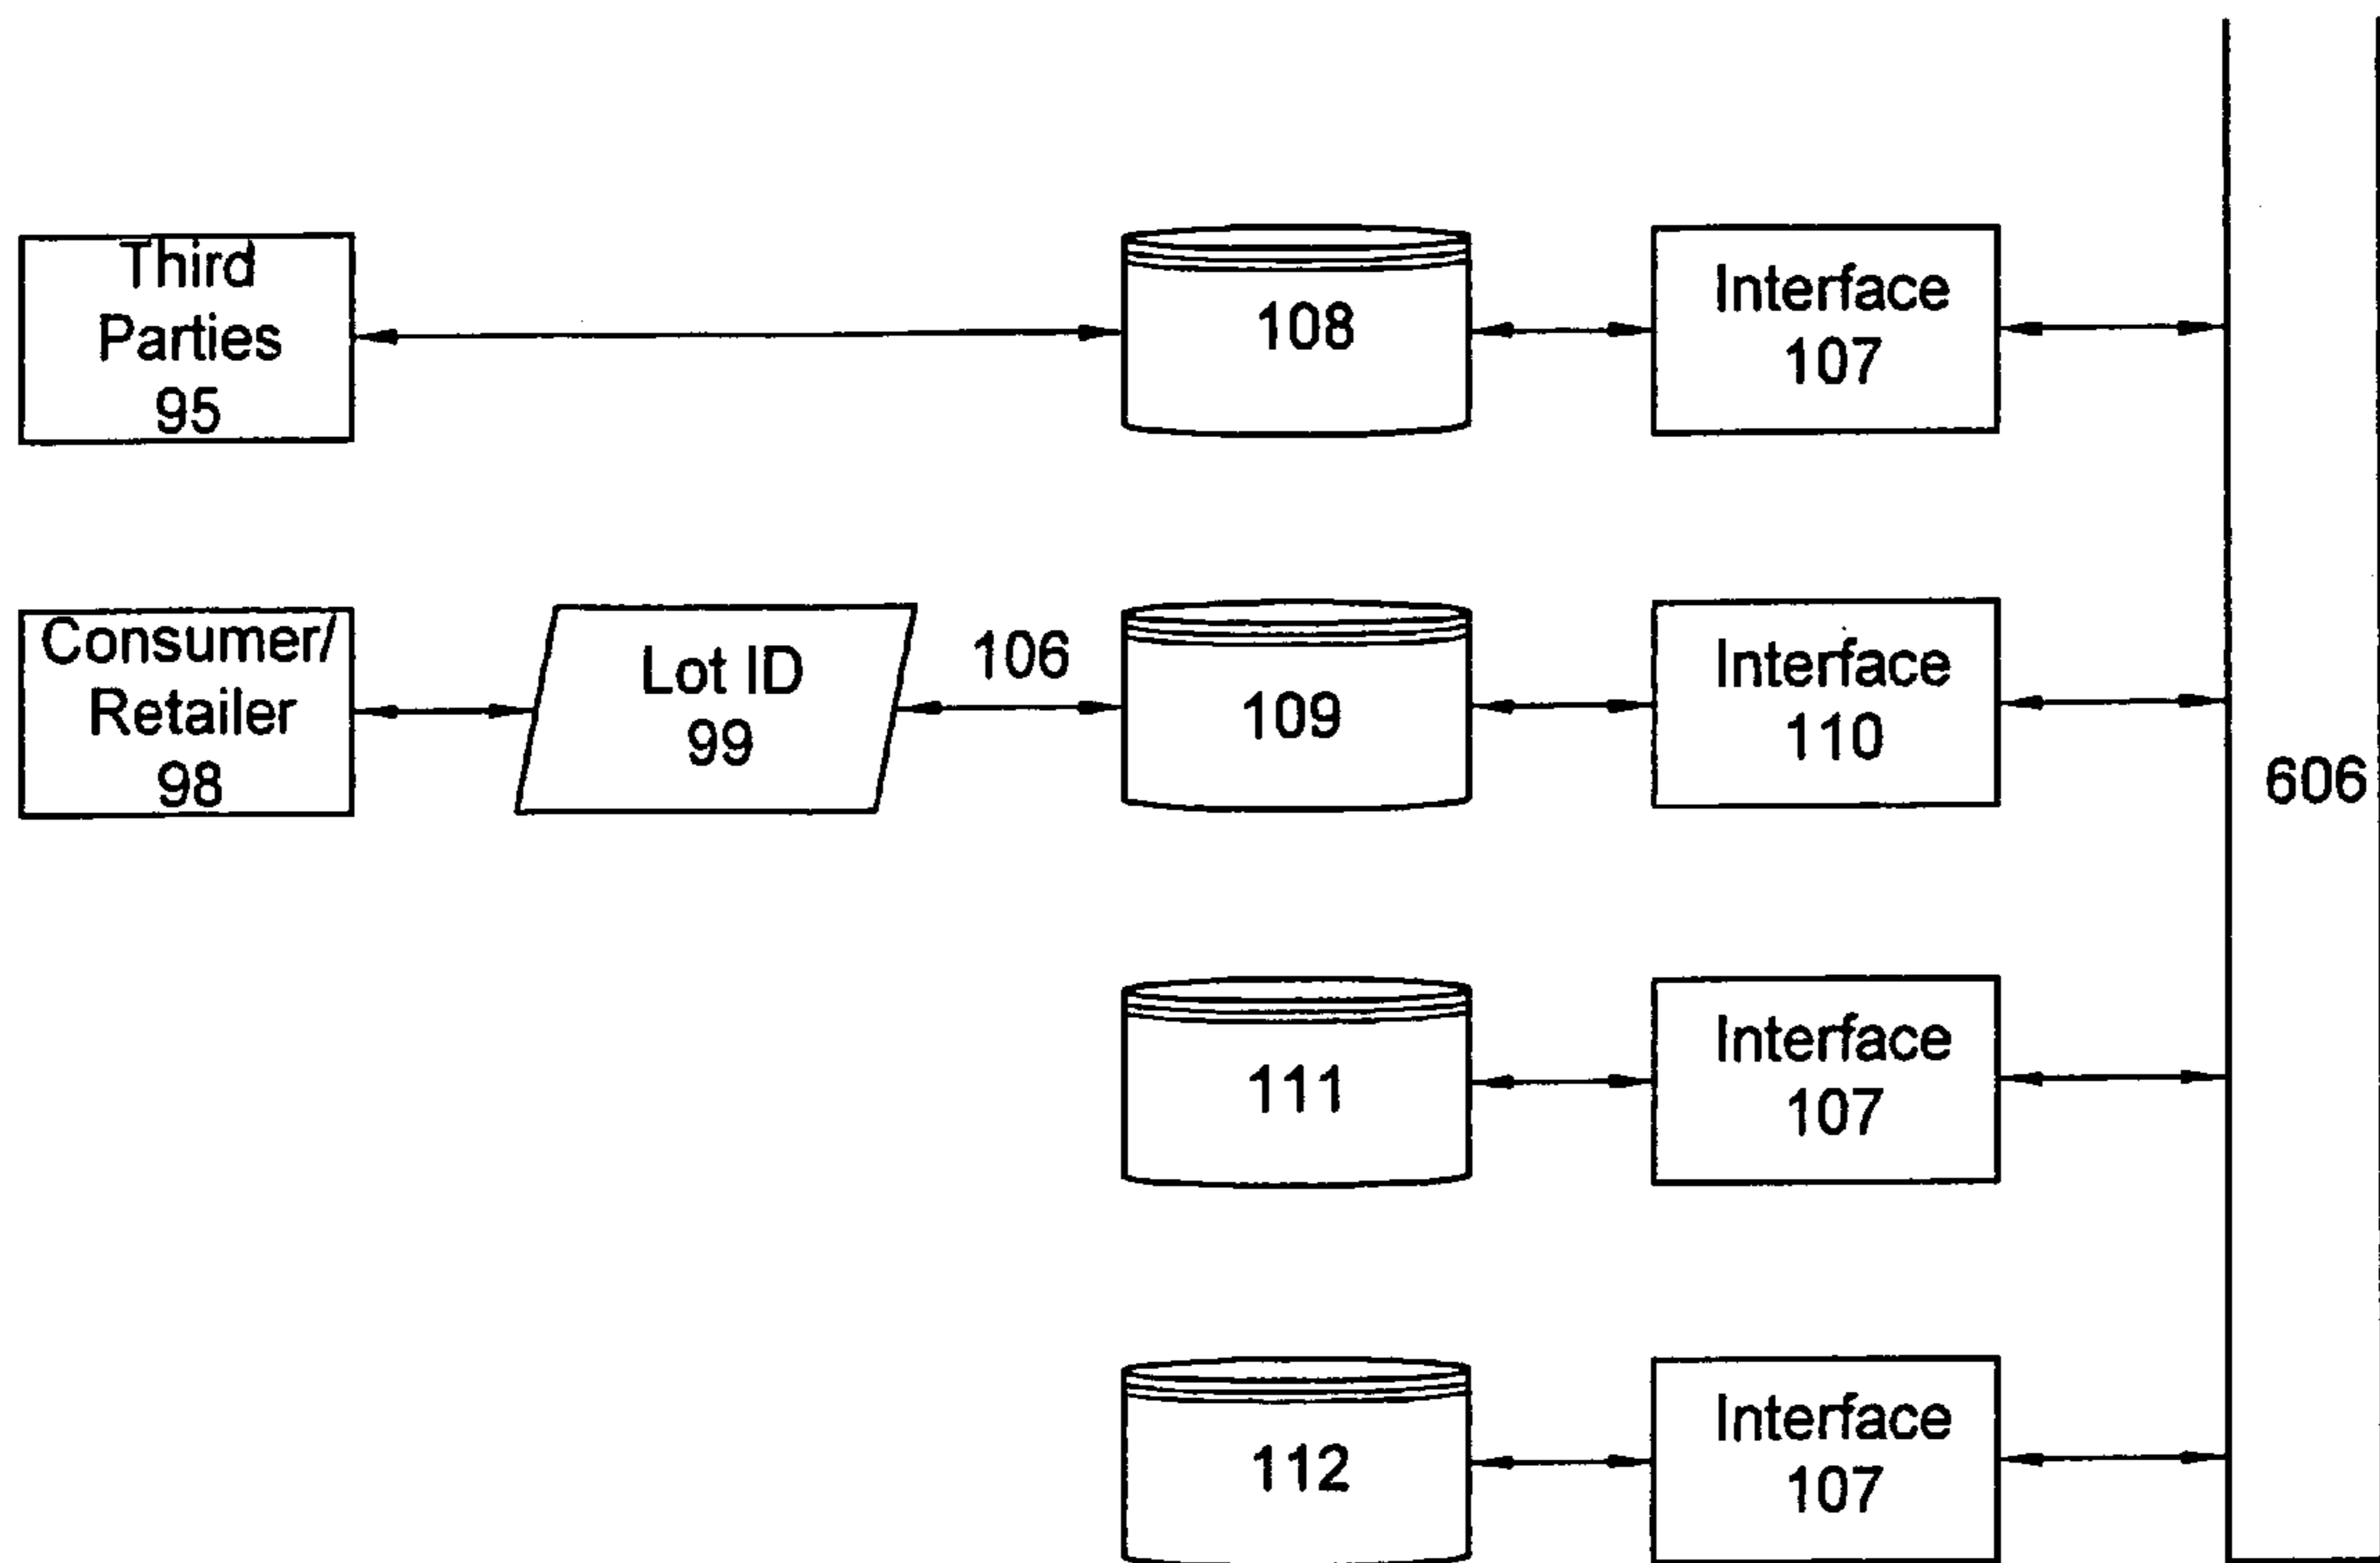 Third
Parties
95
108
Interface
107
Consumer/
Retailer
98
Lot ID
99
106
109
Interface
110
606
111
Interface
107
112
Interface
107